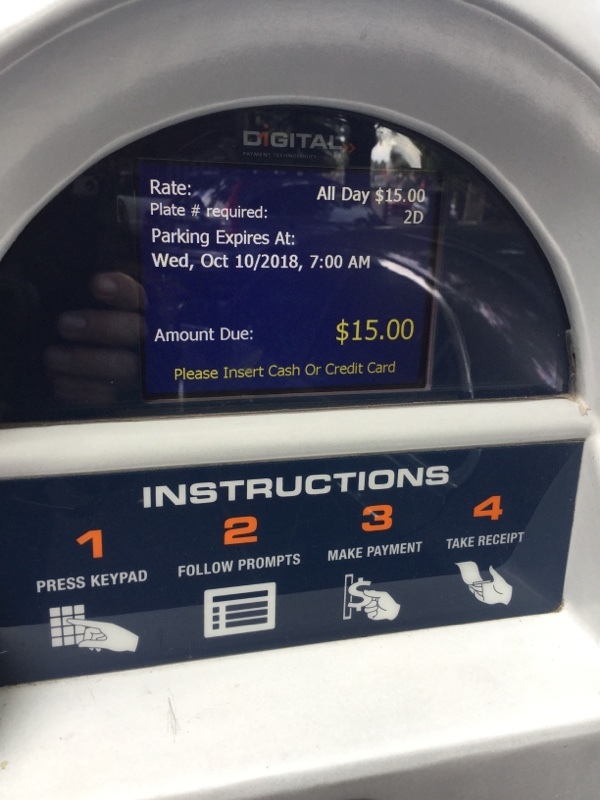 DIGITAL
PAYMENT TECHNOLOGIES
Rate: All Day $15.00
Plate # required: 2D
Parking Expires At:
Wed, Oct 10/2018, 7:00 AM
Amount Due: $15.00
Please Insert Cash Or Credit Card
INSTRUCTIONS
1 2 3 4
PRESS KEYPAD FOLLOW PROMPTS MAKE PAYMENT TAKE RECEIPT